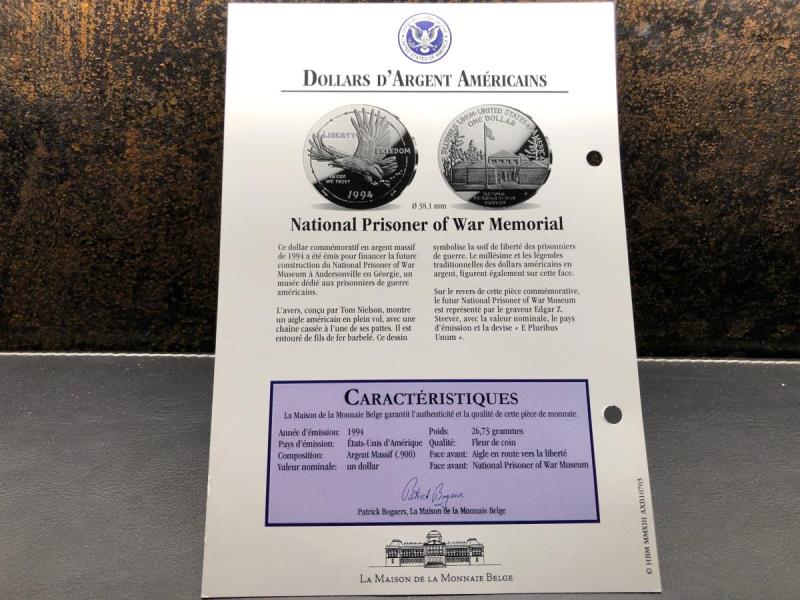 DOLLARS D'ARGENT AMÉRICAINS
LIBERTY
FREEDOM
IN GOD
WE TRUST
1994
E PLURIBUS UNUM·UNITED STATES of AMERICA
ONE DOLLAR
NATIONAL
PRISONER OF WAR
MUSEUM
Ø 38,1 mm
National Prisoner of War Memorial
Ce dollar commémoratif en argent massif
de 1994 a été émis pour financer la future
construction du National Prisoner of War
Museum à Andersonville en Géorgie, un
musée dédié aux prisonniers de guerre
américains.
L'avers, conçu par Tom Nielson, montre
un aigle américain en plein vol, avec une
chaine cassée à l'une de ses pattes. Il est
entouré de fils de fer barbelé. Ce dessin
symbolise la soif de liberté des prisonniers
de guerre. Le millésime et les légendes
traditionnelles des dollars américains en
argent, figurent également sur cette face.
Sur le revers de cette pièce commémorative,
le futur National Prisoner of War Museum
est représenté par le graveur Edgar Z.
Steever, avec la valeur nominale, le pays
d'émission et la devise « E Pluribus
Unum ».
CARACTÉRISTIQUES
La Maison de la Monnaie Belge garantit l'authenticité et la qualité de cette pièce de monnaie.
Année d'émission: 1994 Poids: 26,73 grammes
Pays d'émission: États-Unis d'Amérique Qualité: Fleur de coin
Composition: Argent Massif (.900) Face avant: Aigle en route vers la liberté
Valeur nominale: un dollar Face avant: National Prisoner of War Museum
Patrick Bogaers
Patrick Bogaers, La Maison de la Monnaie Belge
LA MAISON DE LA MONNAIE BELGE
© HBM MMXIII AXB10703